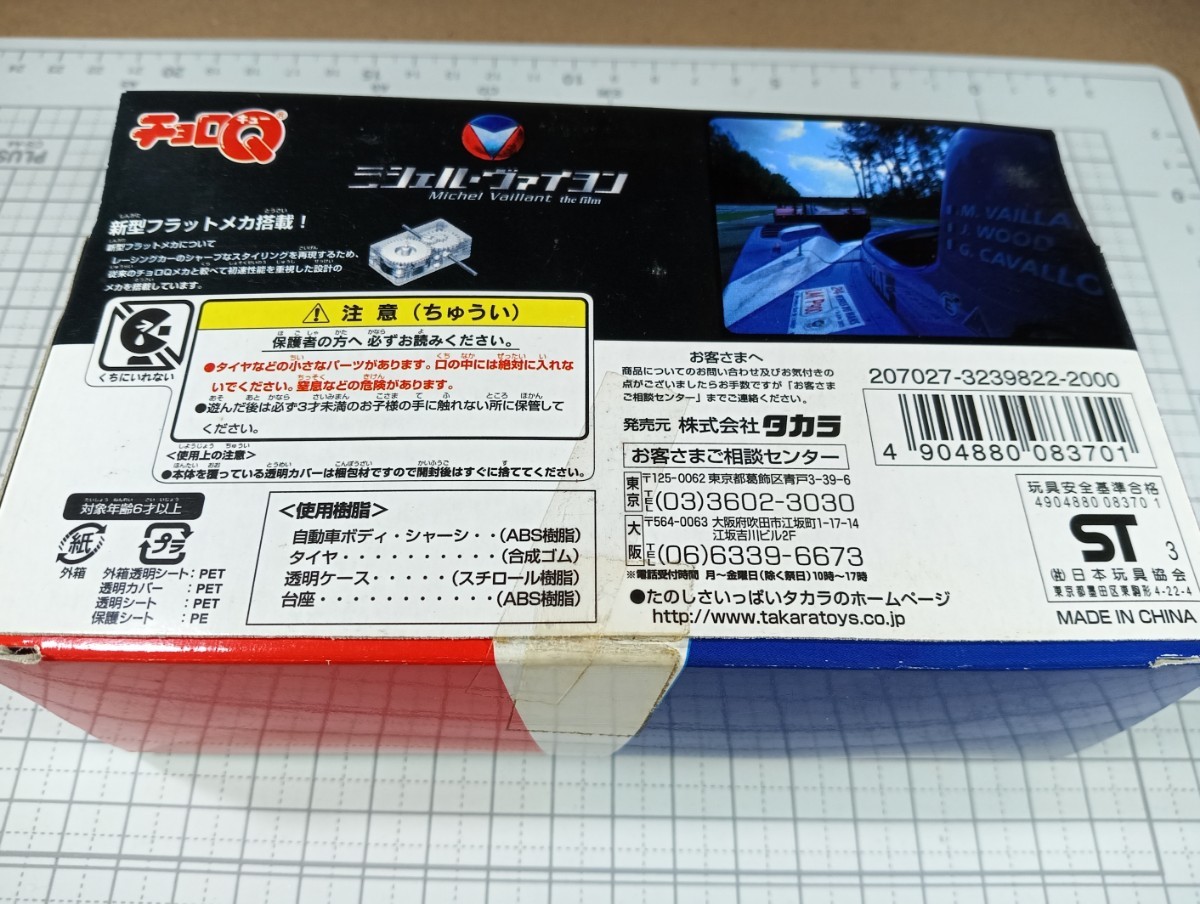 チョロQ®
キュー
ミシェル・ヴァイヨン
Michel Vaillant the film
新型フラットメカ搭載！
新型フラットメカについて
レーシングカーのシャープなスタイリングを再現するため、
従来のチョロQメカと較べて初速性能を重視した設計の
メカを搭載しています。
M. VAILLA
J. WOOD
G. CAVALLO
くちにいれない
注意（ちゅうい）
保護者の方へ 必ずお読みください。
●タイヤなどの小さなパーツがあります。口の中には絶対に入れな
いでください。窒息などの危険があります。
●遊んだ後は必ず3才未満のお子様の手に触れない所に保管して
ください。
<使用上の注意>
●本体を覆っている透明カバーは梱包材ですので開封後はすぐに捨ててください。
対象年齢6才以上
紙
プラ
外箱
外箱透明シート：PET
透明カバー ：PET
透明シート ：PET
保護シート ：PE
<使用樹脂>
自動車ボディ・シャーシ・・(ABS樹脂)
タイヤ・・・・・・・・・・(合成ゴム)
透明ケース・・・・・(スチロール樹脂)
台座・・・・・・・・・・・(ABS樹脂)
お客さまへ
商品についてのお問い合わせ及びお気付き
の点がございましたらお手数ですが「お客さま
ご相談センター」までご連絡ください。
発売元 株式会社タカラ
お客さまご相談センター
東京 〒125-0062 東京都葛飾区青戸3-39-6
TEL(03)3602-3030
大阪 〒564-0063 大阪府吹田市江坂町1-17-14
江坂吉川ビル2F
TEL(06)6339-6673
※電話受付時間 月～金曜日(除く祭日)10時～17時
●たのしさいっぱいタカラのホームページ
http://www.takaratoys.co.jp
207027-3239822-2000
4 904880 083701
玩具安全基準合格
4904880 08370 1
ST 3
㈳日本玩具協会
東京都墨田区東駒形4-22-4
MADE IN CHINA
PLUS